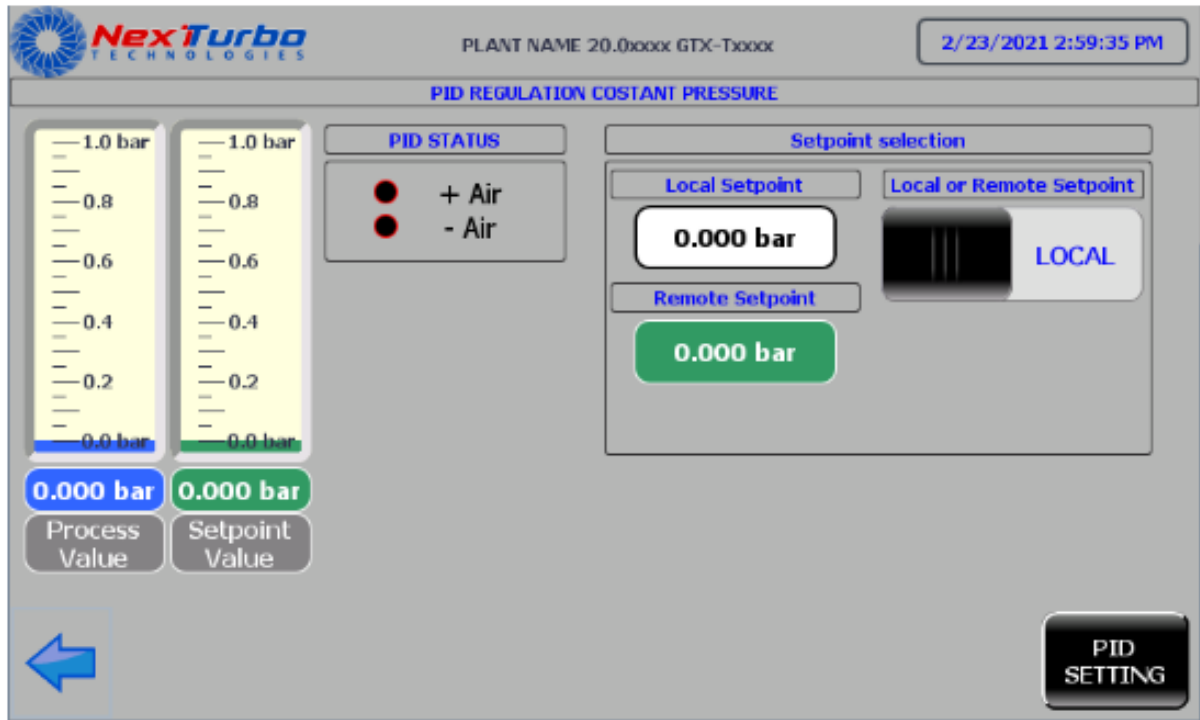 NexTurbo
TECHNOLOGIES
PLANT NAME 20.0xxxx GTX-Txxxx
2/23/2021 2:59:35 PM
PID REGULATION COSTANT PRESSURE
1.0 bar
0.8
0.6
0.4
0.2
0.0 bar
0.000 bar
Process
Value
1.0 bar
0.8
0.6
0.4
0.2
0.0 bar
0.000 bar
Setpoint
Value
PID STATUS
+ Air
- Air
Setpoint selection
Local Setpoint
0.000 bar
Remote Setpoint
0.000 bar
Local or Remote Setpoint
LOCAL
PID
SETTING